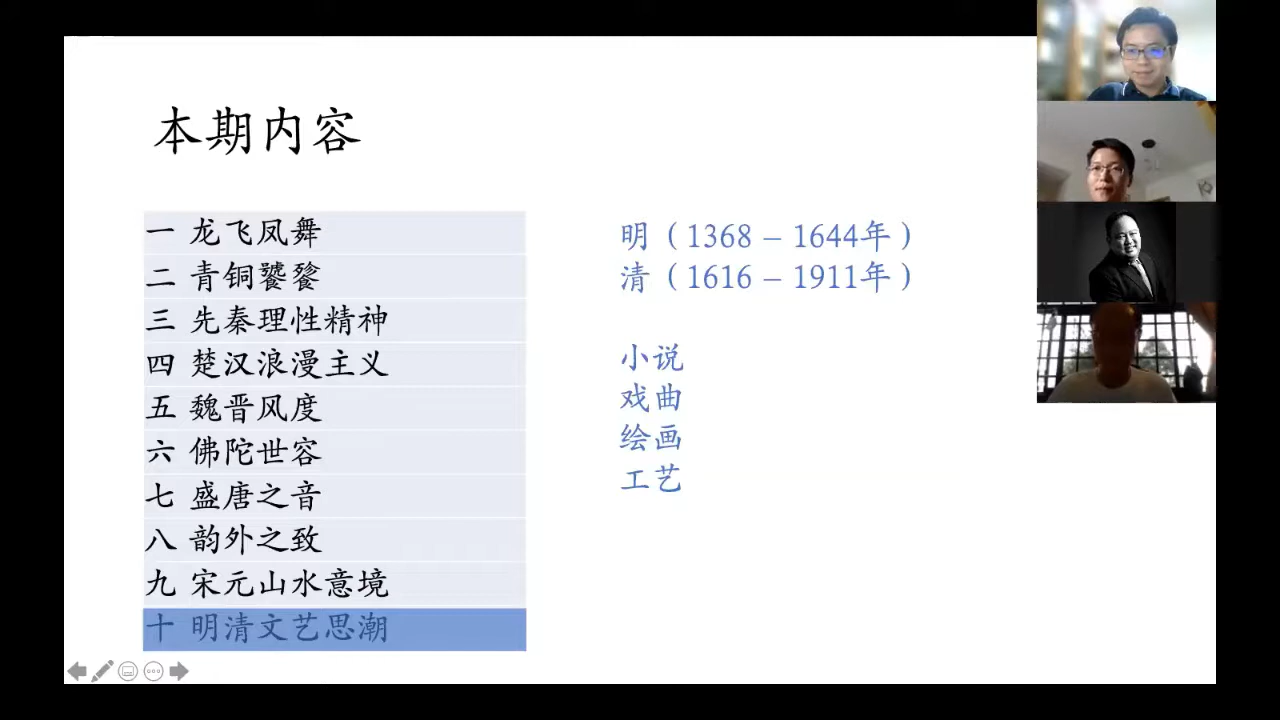 本期内容
一 龙飞凤舞
二 青铜饕餮
三 先秦理性精神
四 楚汉浪漫主义
五 魏晋风度
六 佛陀世容
七 盛唐之音
八 韵外之致
九 宋元山水意境
十 明清文艺思潮
明（1368 – 1644年）
清（1616 – 1911年）
小说
戏曲
绘画
工艺